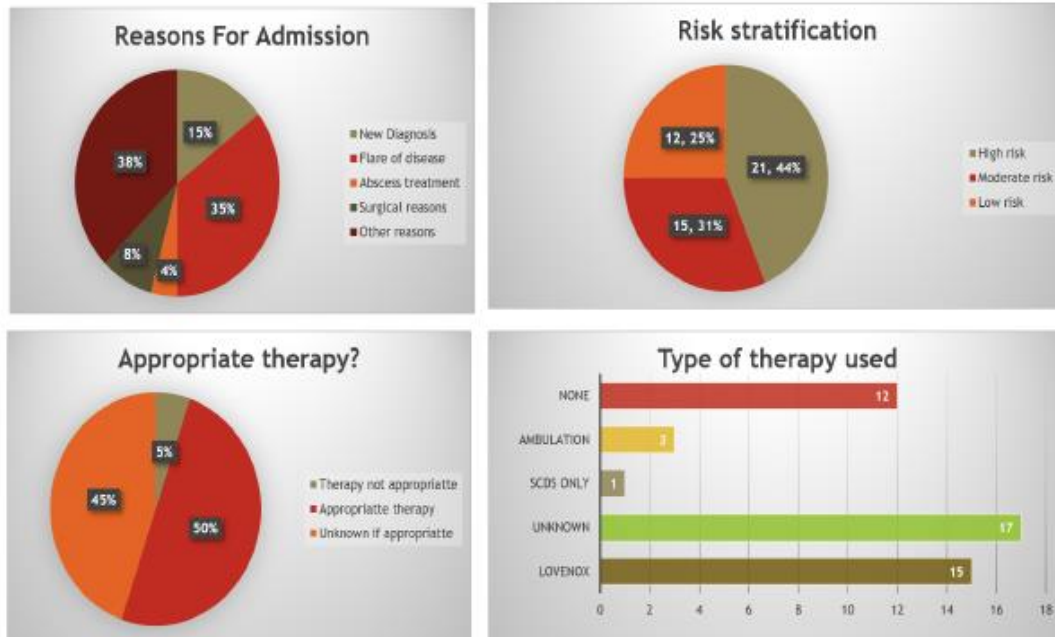 Reasons For Admission
15%
38%
35%
8%
4%
New Diagnosis
Flare of disease
Abscess treatment
Surgical reasons
Other reasons
Risk stratification
12, 25%
21, 44%
15, 31%
High risk
Moderate risk
Low risk
Appropriate therapy?
5%
45%
50%
Therapy not appropriatte
Appropriatte therapy
Unknown if appropriatte
Type of therapy used
NONE
12
AMBULATION
3
SCDS ONLY
1
UNKNOWN
17
LOVENOX
15
0 2 4 6 8 10 12 14 16 18